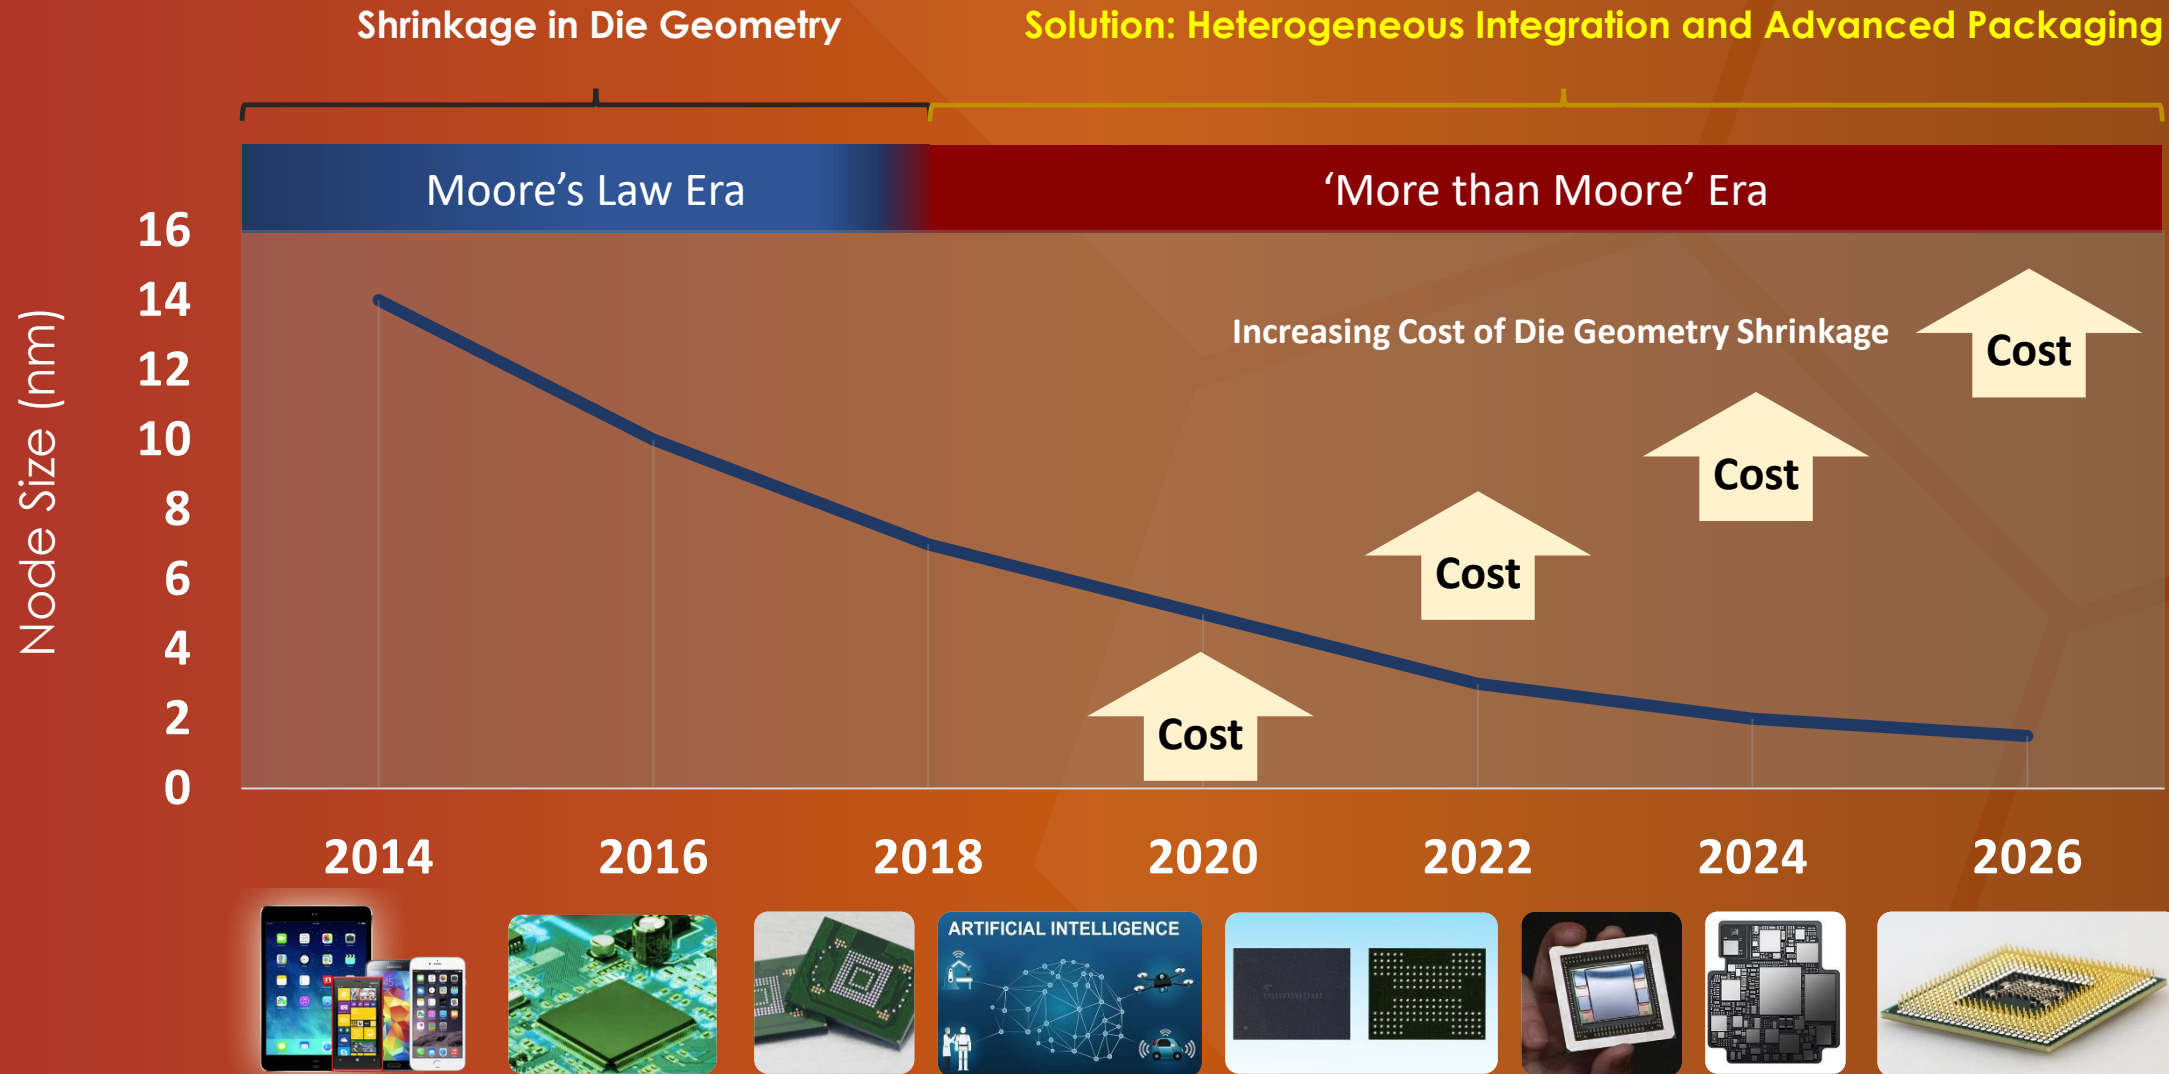 Shrinkage in Die Geometry
Solution: Heterogeneous Integration and Advanced Packaging
Moore’s Law Era
‘More than Moore’ Era
Node Size (nm)
16
14
12
10
8
6
4
2
0
Increasing Cost of Die Geometry Shrinkage
Cost
Cost
Cost
Cost
2014
2016
2018
2020
2022
2024
2026
ARTIFICIAL INTELLIGENCE